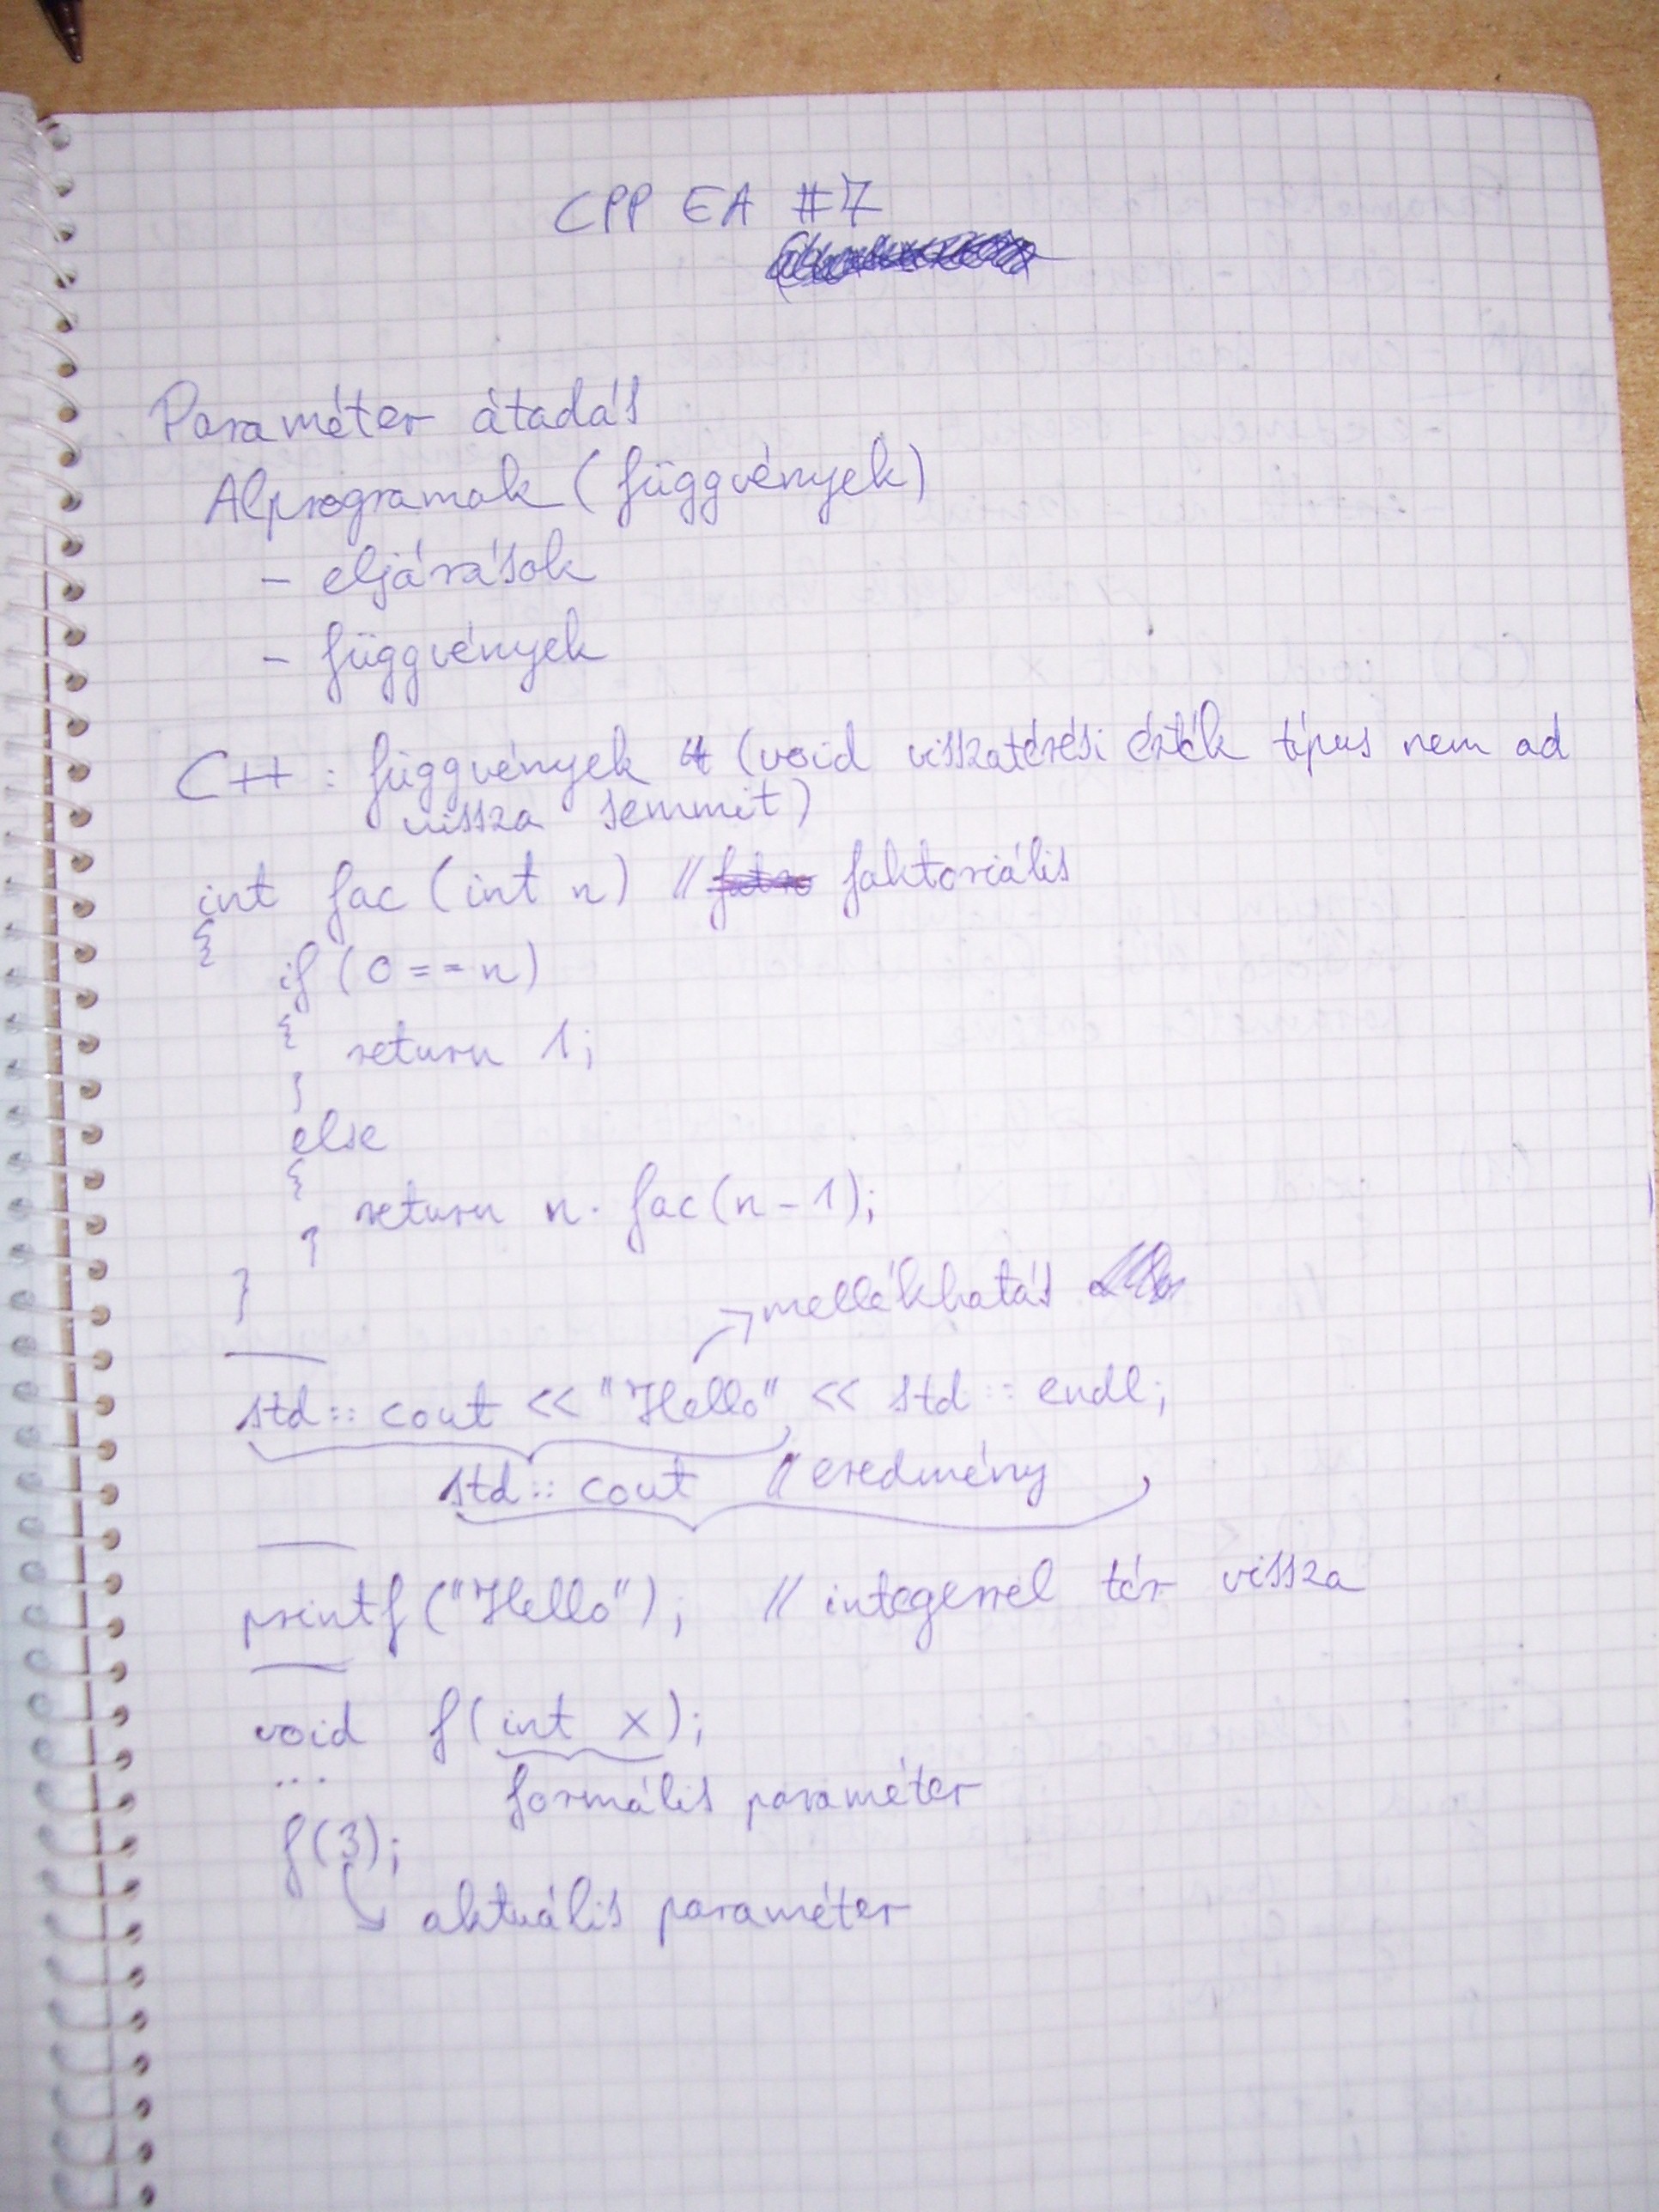 CPP EA #7
Paraméter átadás
Alprogramok (függvények)
- eljárások
- függvények
C++ : függvények (void visszatérési érték típus nem ad
vissza semmit)
int fac (int n) // faktoriális
{
if (0 == n)
{ return 1;
}
else
{
return n · fac(n-1);
}
}
→ mellékhatás
std:: cout << "Hello" << std :: endl;
std:: cout // eredmény
printf ("Hello"); // integerrel tér vissza
void f( int x );
...
formális paraméter
f(3);
aktuális paraméter